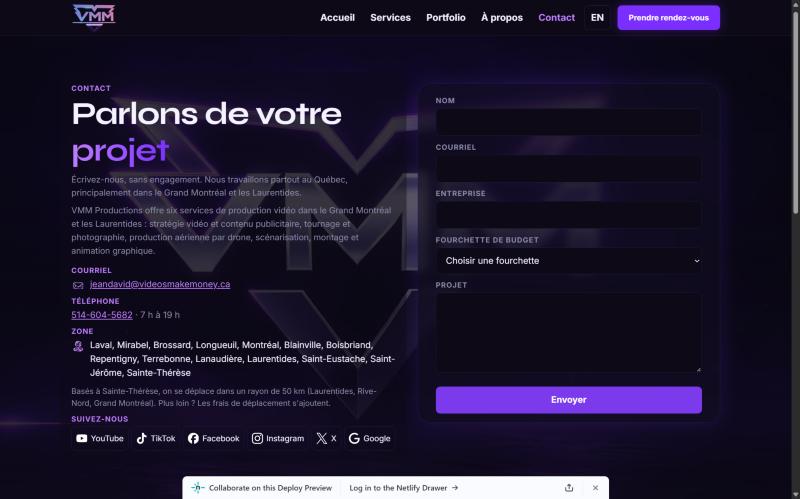 VMM
Accueil
Services
Portfolio
À propos
Contact
EN
Prendre rendez-vous
CONTACT
Parlons de votre
projet
Écrivez-nous, sans engagement. Nous travaillons partout au Québec,
principalement dans le Grand Montréal et les Laurentides.
VMM Productions offre six services de production vidéo dans le Grand Montréal
et les Laurentides : stratégie vidéo et contenu publicitaire, tournage et
photographie, production aérienne par drone, scénarisation, montage et
animation graphique.
COURRIEL
jeandavid@videosmakemoney.ca
TÉLÉPHONE
514-604-5682 · 7 h à 19 h
ZONE
Laval, Mirabel, Brossard, Longueuil, Montréal, Blainville, Boisbriand,
Repentigny, Terrebonne, Lanaudière, Laurentides, Saint-Eustache, Saint-
Jérôme, Sainte-Thérèse
Basés à Sainte-Thérèse, on se déplace dans un rayon de 50 km (Laurentides, Rive-
Nord, Grand Montréal). Plus loin ? Les frais de déplacement s'ajoutent.
SUIVEZ-NOUS
YouTube
TikTok
Facebook
Instagram
X
Google
NOM
COURRIEL
ENTREPRISE
FOURCHETTE DE BUDGET
Choisir une fourchette
PROJET
Envoyer
Collaborate on this Deploy Preview
Log in to the Netlify Drawer →